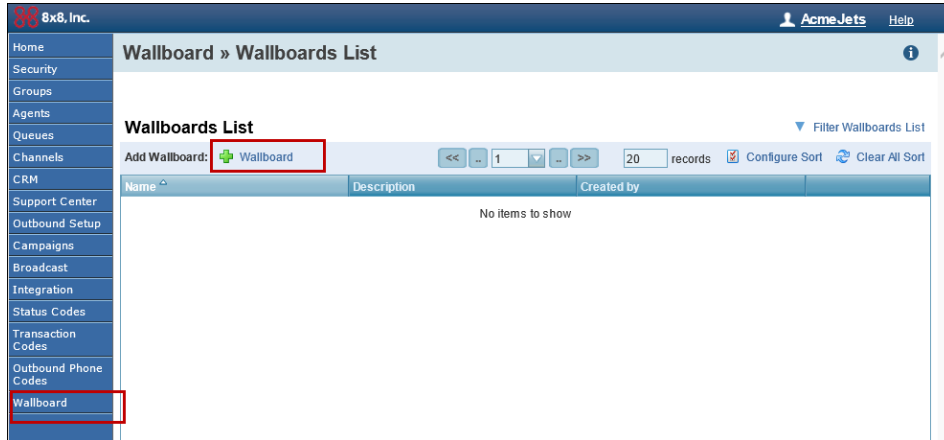 8x8, Inc.
AcmeJets Help
Home
Security
Groups
Agents
Queues
Channels
CRM
Support Center
Outbound Setup
Campaigns
Broadcast
Integration
Status Codes
Transaction
Codes
Outbound Phone
Codes
Wallboard
Wallboard » Wallboards List
Wallboards List
Filter Wallboards List
Add Wallboard: Wallboard << .. 1 .. >> 20 records Configure Sort Clear All Sort
Name Description Created by
No items to show